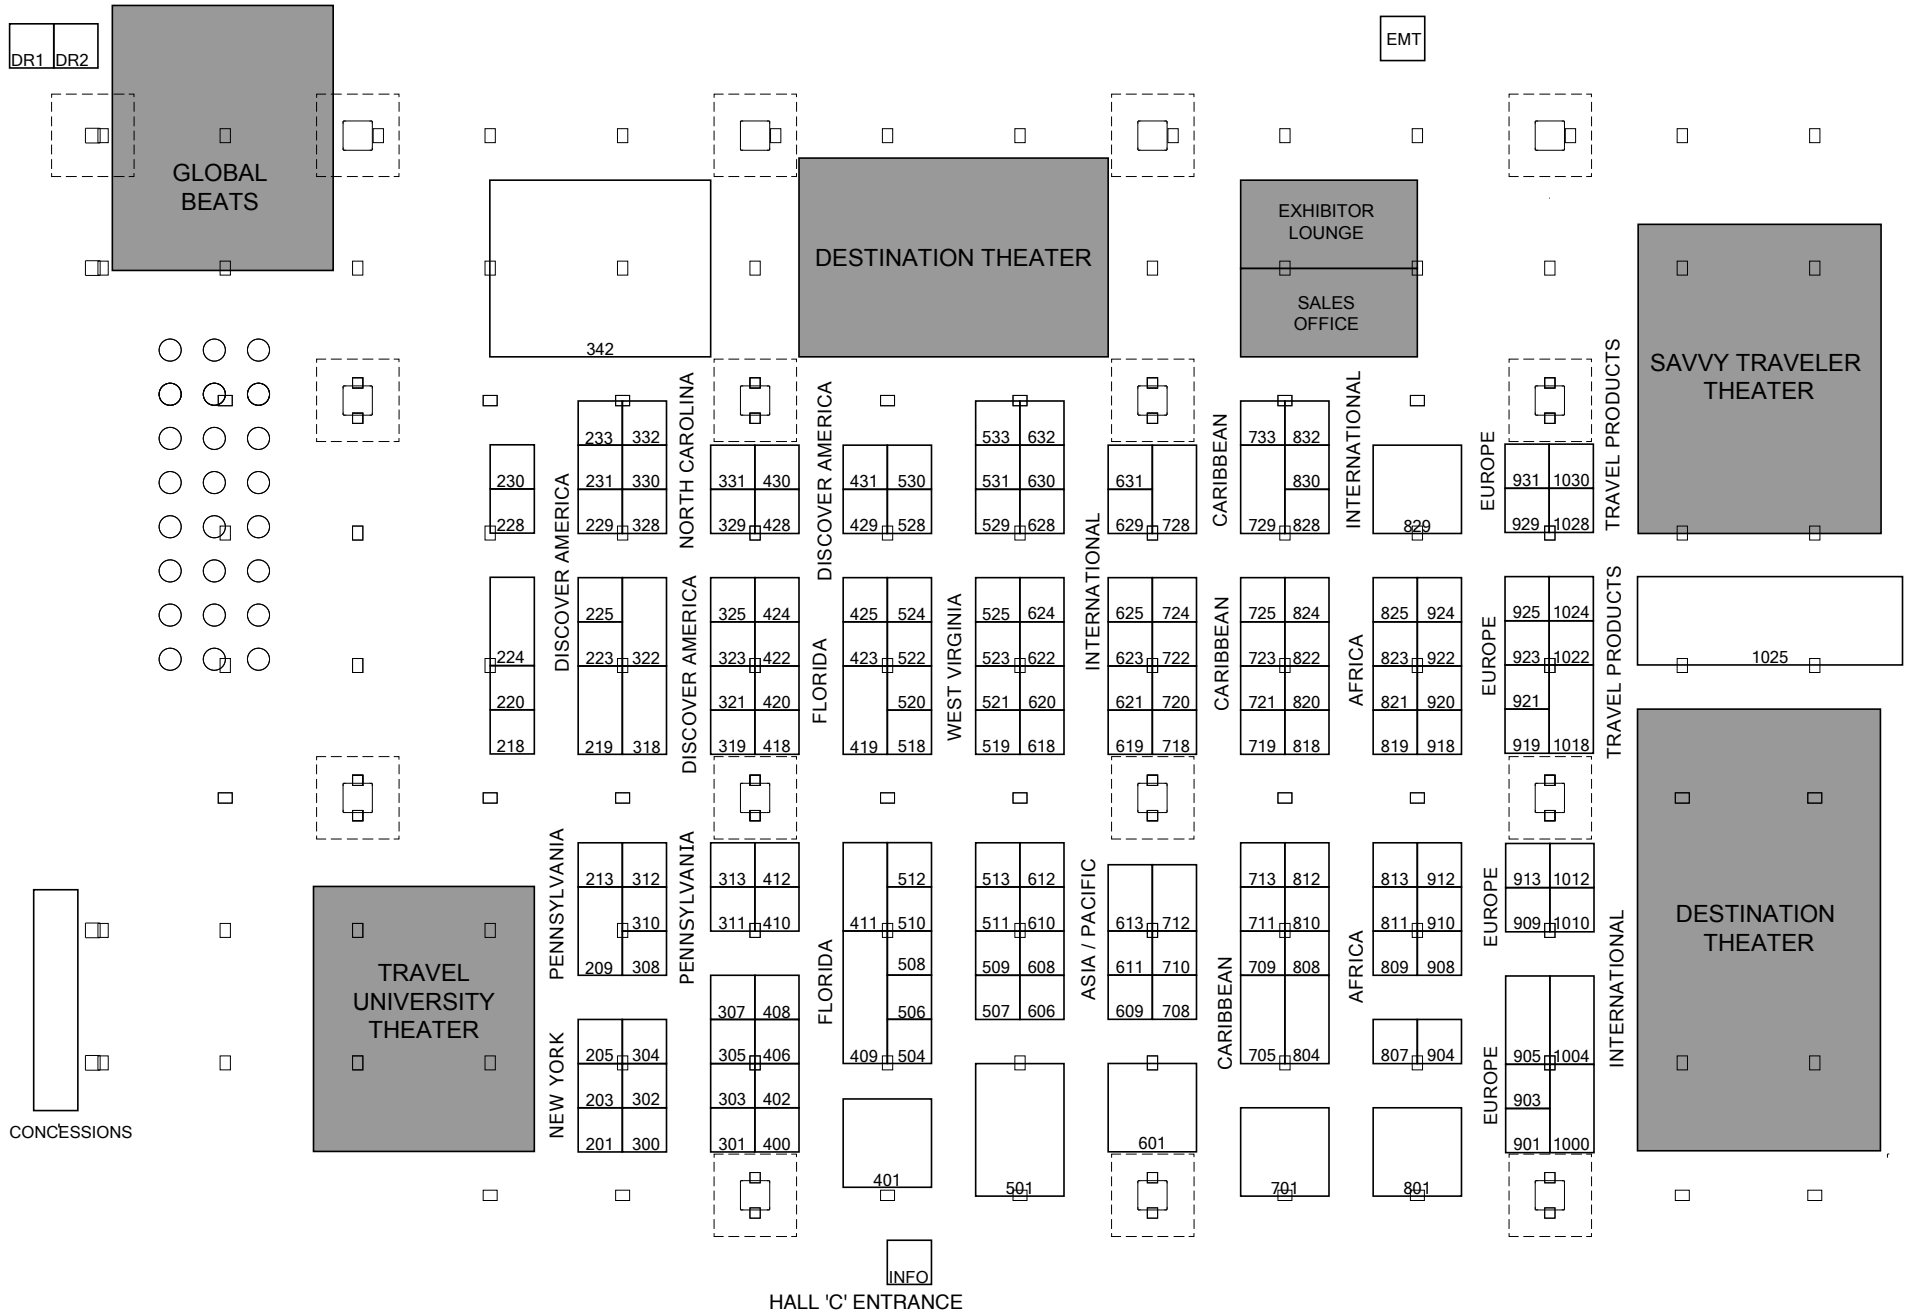 EMT
DR1 DR2
GLOBAL
BEATS
DESTINATION THEATER
EXHIBITOR
LOUNGE
SALES
OFFICE
342
SAVVY TRAVELER
THEATER
NORTH CAROLINA
DISCOVER AMERICA
CARIBBEAN
INTERNATIONAL
EUROPE
TRAVEL PRODUCTS
233 332 533 632 733 832
230 231 330 331 430 431 530 531 630 631 830 931 1030
228 229 328 329 428 429 528 529 628 629 728 729 828 829 929 1028
DISCOVER AMERICA
DISCOVER AMERICA
FLORIDA
WEST VIRGINIA
INTERNATIONAL
CARIBBEAN
AFRICA
EUROPE
TRAVEL PRODUCTS
225 325 424 425 524 525 624 625 724 725 824 825 924 925 1024
224 223 322 323 422 423 522 523 622 623 722 723 822 823 922 923 1022 1025
220 321 420 520 521 620 621 720 721 820 821 920 921
218 219 318 319 418 419 518 519 618 619 718 719 818 819 918 919 1018
PENNSYLVANIA
PENNSYLVANIA
FLORIDA
ASIA / PACIFIC
CARIBBEAN
AFRICA
EUROPE
INTERNATIONAL
213 312 313 412 512 513 612 713 812 813 912 913 1012
310 311 410 411 510 511 610 613 712 711 810 811 910 909 1010
209 308 508 509 608 611 710 709 808 809 908
307 408 506 507 606 609 708
DESTINATION
THEATER
TRAVEL
UNIVERSITY
THEATER
NEW YORK
EUROPE
205 304 305 406 409 504 705 804 807 904 905 1004
203 302 303 402 903
201 300 301 400 601 901 1000
401 501 701 801
CONCESSIONS
INFO
HALL 'C' ENTRANCE